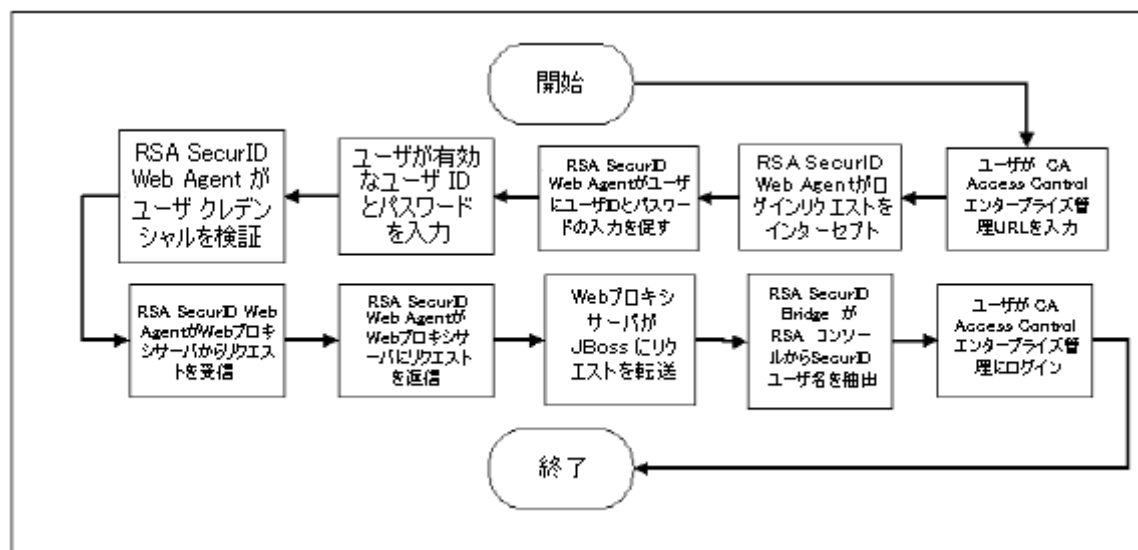 開始
ユーザが CA
Access Control
エンタープライズ管
理URLを入力
RSA SecurID
Web Agentがロ
グインリクエストを
インターセプト
RSA SecurID
Web Agentがユーザ
にユーザIDとパスワー
ドの入力を促す
ユーザが有効
なユーザ ID
とパスワード
を入力
RSA SecurID
Web Agent が
ユーザ クレデン
シャルを検証
RSA SecurID Web
AgentがWebプロキ
シサーバからリクエス
トを受信
RSA SecurID
Web Agentが
Webプロキシサ
ーバにリクエスト
を返信
Webプロキシ
サーバが
JBoss にリク
エストを転送
RSA SecurID
Bridge が
RSA コンソー
ルからSecurID
ユーザ名を抽出
ユーザが CA
Access Control
エンタープライズ管
理にログイン
終了